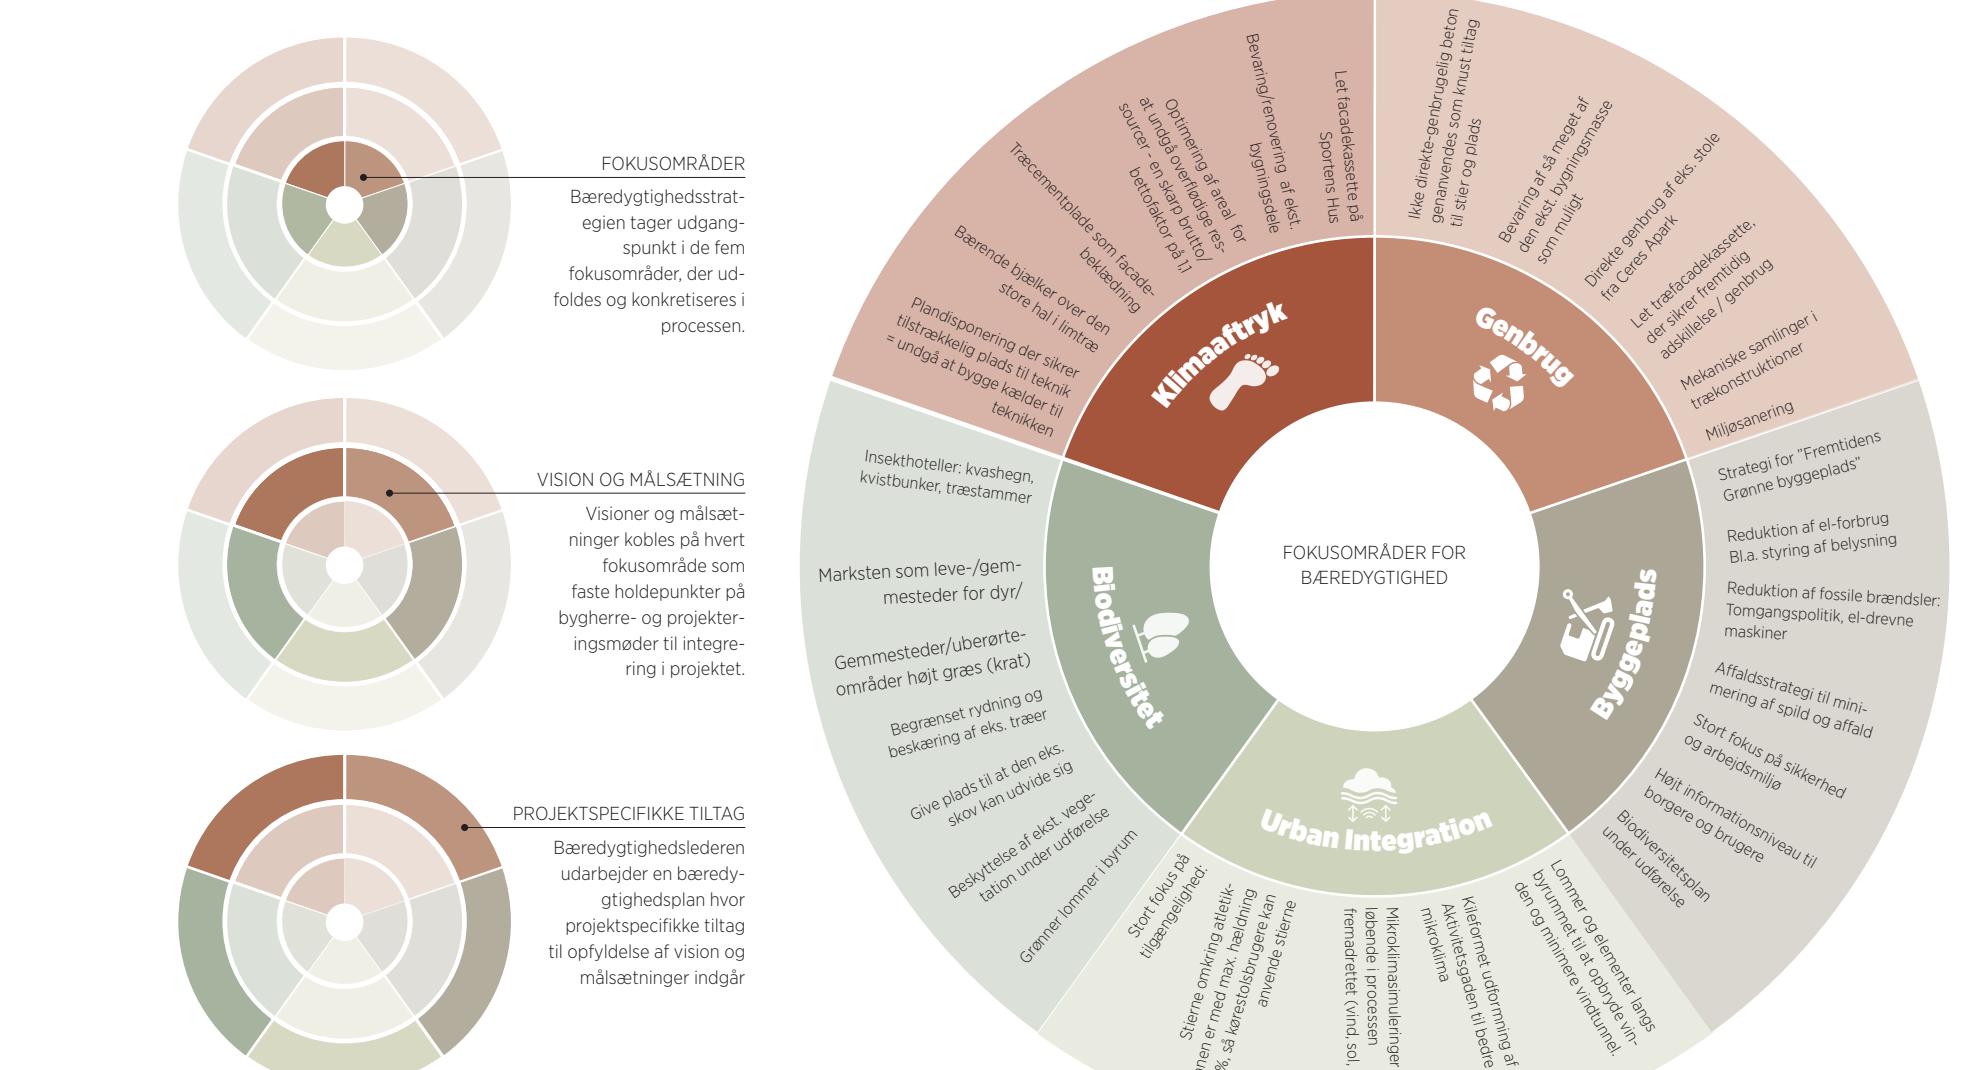 FOKUSOMRÅDER
Bæredygtighedsstrat-
egien tager udgang-
spunkt i de fem
fokusområder, der ud-
foldes og konkretiseres i
processen.
VISION OG MÅLSÆTNING
Visioner og målsæt-
ninger kobles på hvert
fokusområde som
faste holdepunkter på
bygherre- og projekter-
ingsmøder til integre-
ring i projektet.
PROJEKTSPECIFIKKE TILTAG
Bæredygtighedslederen
udarbejder en bæredy-
gtighedsplan hvor
projektspecifikke tiltag
til opfyldelse af vision og
målsætninger indgår
FOKUSOMRÅDER FOR
BÆREDYGTIGHED
Klimaaftryk
Plandisponering der sikrer
tilstrækkelig plads til teknik
= undgå at bygge kælder til
teknikken
Bærende bjælker over den
store hal i limtræ
Træcementplade som facade-
beklædning
Optimering af areal for
at undgå overflødige res-
sourcer - en skarp brutto/
bettofaktor på 1,1
Bevaring/renovering af ekst.
bygningsdele
Let facadekassette på
Sportens Hus
Genbrug
Ikke direkte-genbrugelig beton
genanvendes som knust tiltag
til stier og plads
Bevaring af så meget af
den ekst. bygningsmasse
som muligt
Direkte genbrug af eks. stole
fra Ceres Apark
Let træfacadekassette,
der sikrer fremtidig
adskillelse / genbrug
Mekaniske samlinger i
trækonstruktioner
Miljøsanering
Byggeplads
Strategi for ”Fremtidens
Grønne byggeplads”
Reduktion af el-forbrug
Bl.a. styring af belysning
Reduktion af fossile brændsler:
Tomgangspolitik, el-drevne
maskiner
Affaldsstrategi til mini-
mering af spild og affald
Stort fokus på sikkerhed
og arbejdsmiljø
Højt informationsniveau til
borgere og brugere
Biodiversitetsplan
under udførelse
Urban Integration
Lommer og elementer langs
byrummet til at opbryde vin-
den og minimere vindtunnel.
Kileformet udformning af
Aktivitetsgaden til bedre
mikroklima
Mikroklimasimuleringer
løbende i processen
fremadrettet (vind, sol,
Stierne omkring atletik-
nen er med max. hældning
%, så kørestolsbrugere kan
anvende stierne
Stort fokus på
tilgængelighed:
Biodiversitet
Insekthoteller: kvashegn,
kvistbunker, træstammer
Marksten som leve-/gem-
mesteder for dyr/
Gemmesteder/uberørte-
områder højt græs (krat)
Begrænset rydning og
beskæring af eks. træer
Give plads til at den eks.
skov kan udvide sig
Beskyttelse af ekst. vege-
tation under udførelse
Grønner lommer i byrum